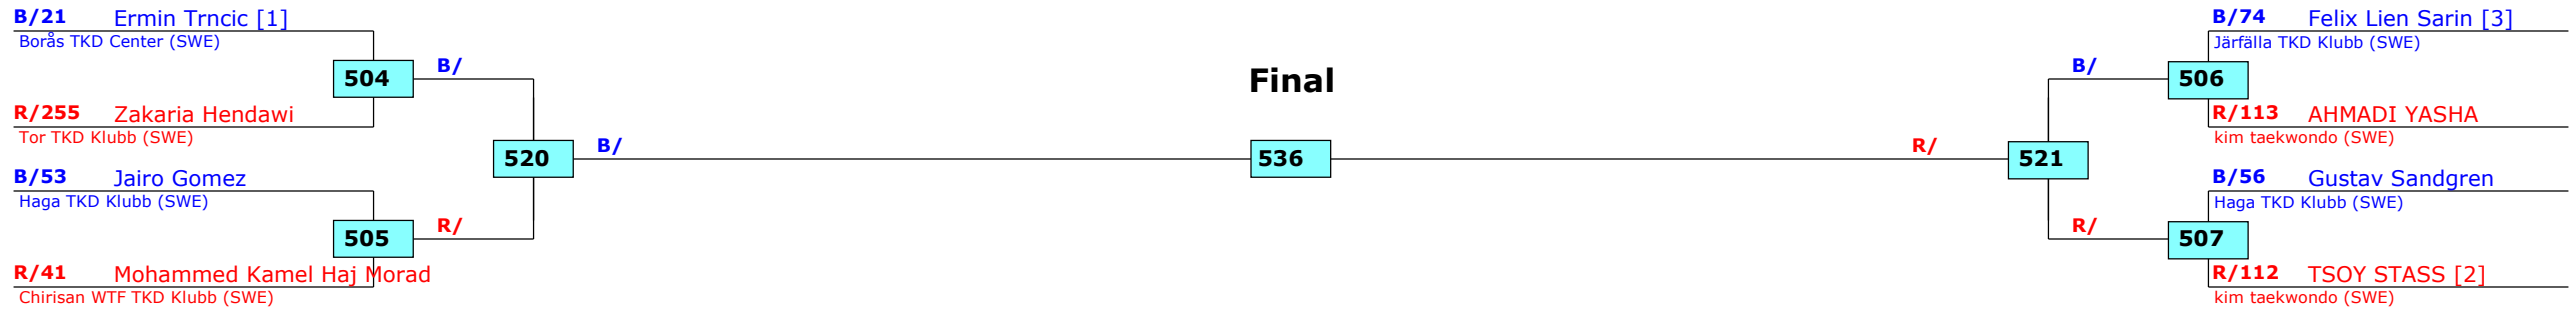 B/21 Ermin Trncic [1]
Borås TKD Center (SWE)
504
B/
R/255 Zakaria Hendawi
Tor TKD Klubb (SWE)
520
B/
B/53 Jairo Gomez
Haga TKD Klubb (SWE)
505
R/
R/41 Mohammed Kamel Haj Morad
Chirisan WTF TKD Klubb (SWE)
Final
536
B/74 Felix Lien Sarin [3]
Järfälla TKD Klubb (SWE)
B/
506
R/113 AHMADI YASHA
kim taekwondo (SWE)
R/
521
B/56 Gustav Sandgren
Haga TKD Klubb (SWE)
R/
507
R/112 TSOY STASS [2]
kim taekwondo (SWE)